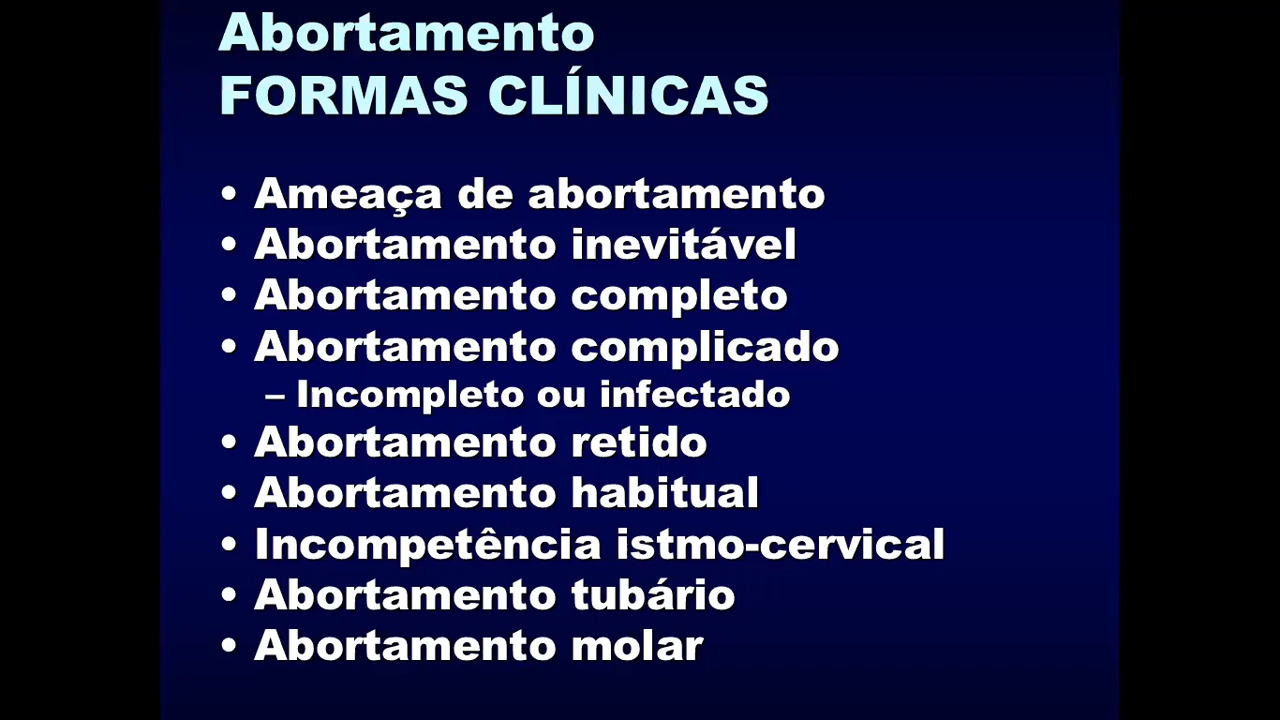 Abortamento
FORMAS CLÍNICAS
• Ameaça de abortamento
• Abortamento inevitável
• Abortamento completo
• Abortamento complicado
– Incompleto ou infectado
• Abortamento retido
• Abortamento habitual
• Incompetência istmo-cervical
• Abortamento tubário
• Abortamento molar